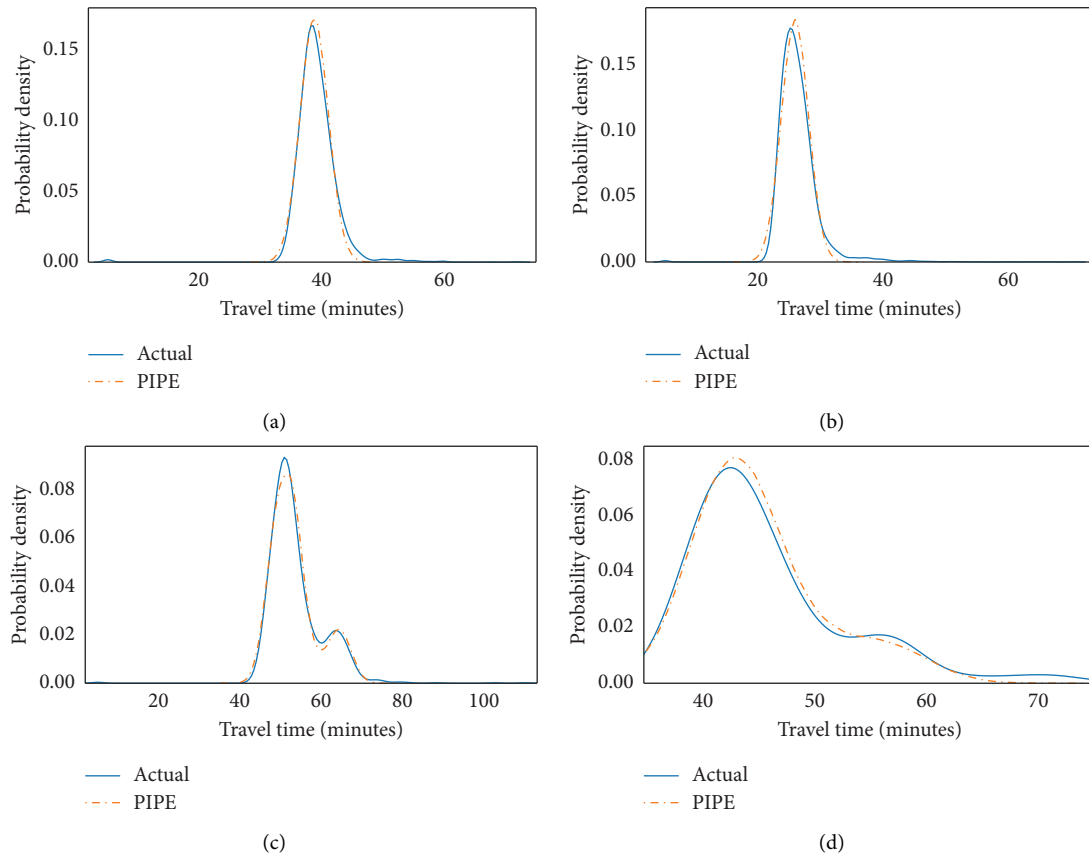 Probability density
0.15
0.10
0.05
0.00
20
40
60
Travel time (minutes)
Actual
PIPE
(a)
Probability density
0.15
0.10
0.05
0.00
20
40
60
Travel time (minutes)
Actual
PIPE
(b)
Probability density
0.08
0.06
0.04
0.02
0.00
20
40
60
80
100
Travel time (minutes)
Actual
PIPE
(c)
Probability density
0.08
0.06
0.04
0.02
0.00
40
50
60
70
Travel time (minutes)
Actual
PIPE
(d)